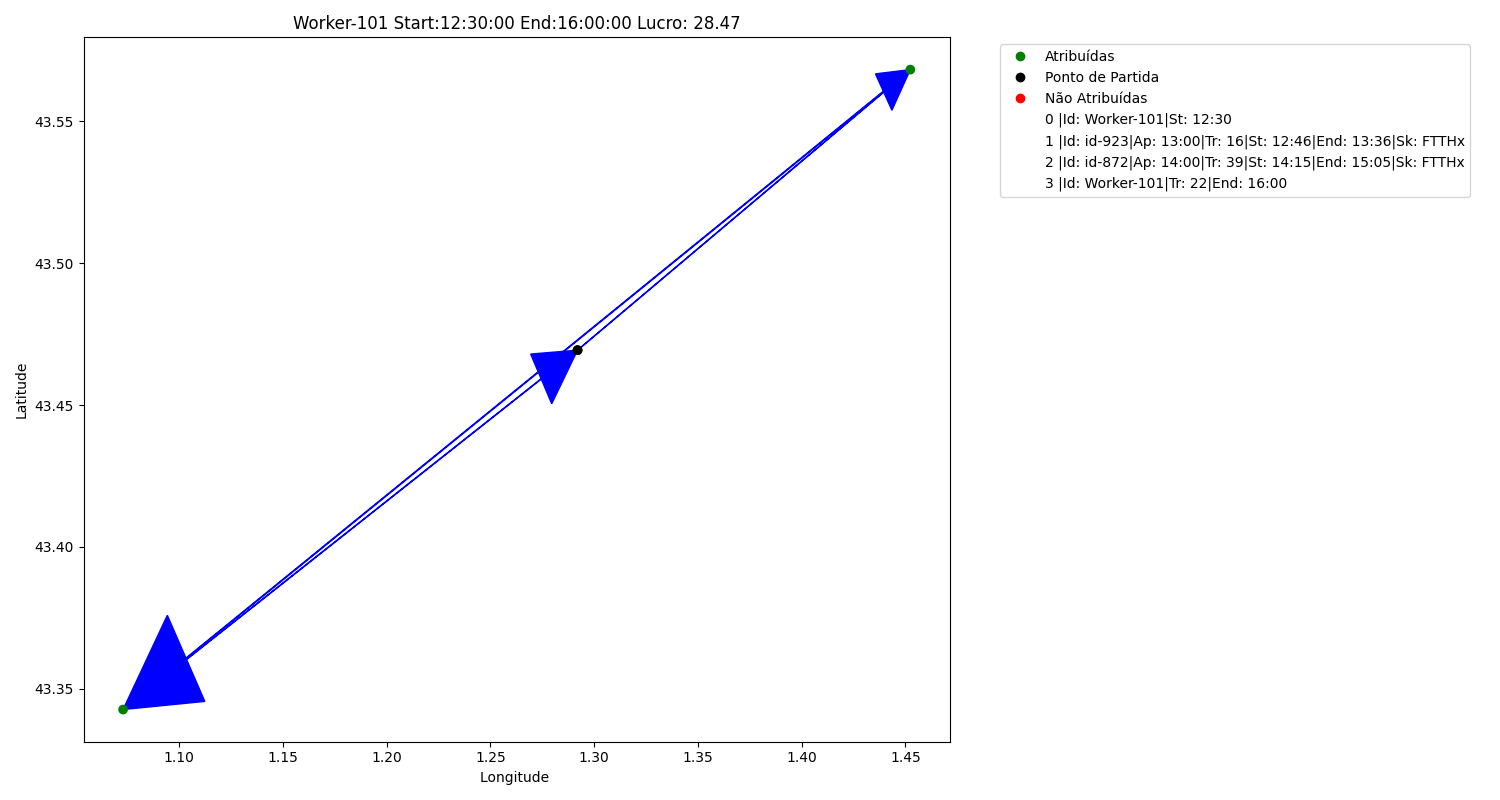 Worker-101 Start:12:30:00 End:16:00:00 Lucro: 28.47
Atribuídas
Ponto de Partida
Não Atribuídas
0 |Id: Worker-101|St: 12:30
1 |Id: id-923|Ap: 13:00|Tr: 16|St: 12:46|End: 13:36|Sk: FTTHx
2 |Id: id-872|Ap: 14:00|Tr: 39|St: 14:15|End: 15:05|Sk: FTTHx
3 |Id: Worker-101|Tr: 22|End: 16:00
Latitude
43.55
43.50
43.45
43.40
43.35
1.10 1.15 1.20 1.25 1.30 1.35 1.40 1.45
Longitude